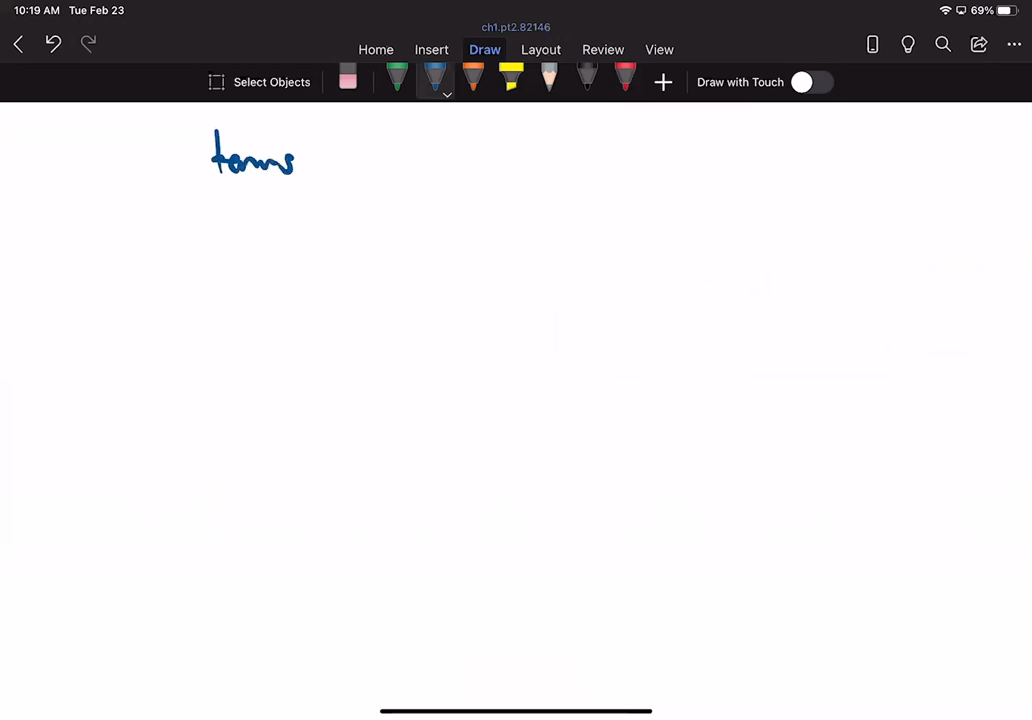 10:19 AM Tue Feb 23
69%
ch1.pt2.82146
Home Insert Draw Layout Review View
Select Objects
Draw with Touch
terms